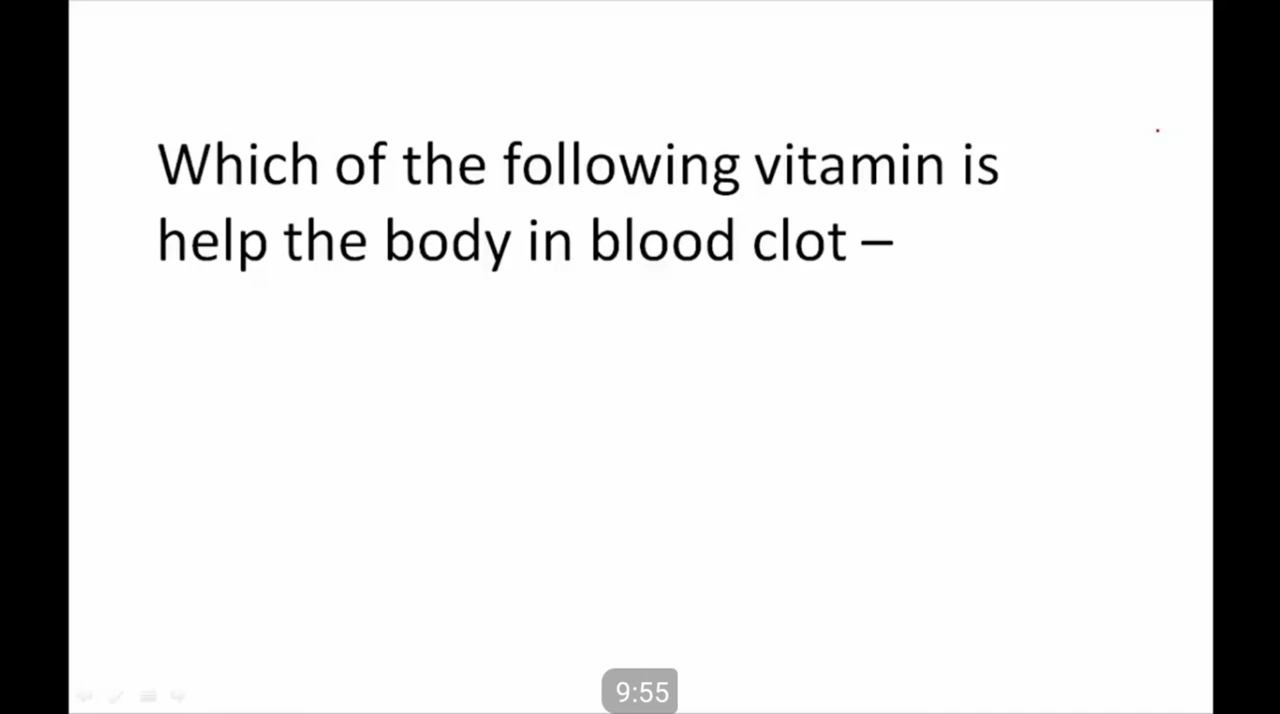 Which of the following vitamin is
help the body in blood clot –
9:55